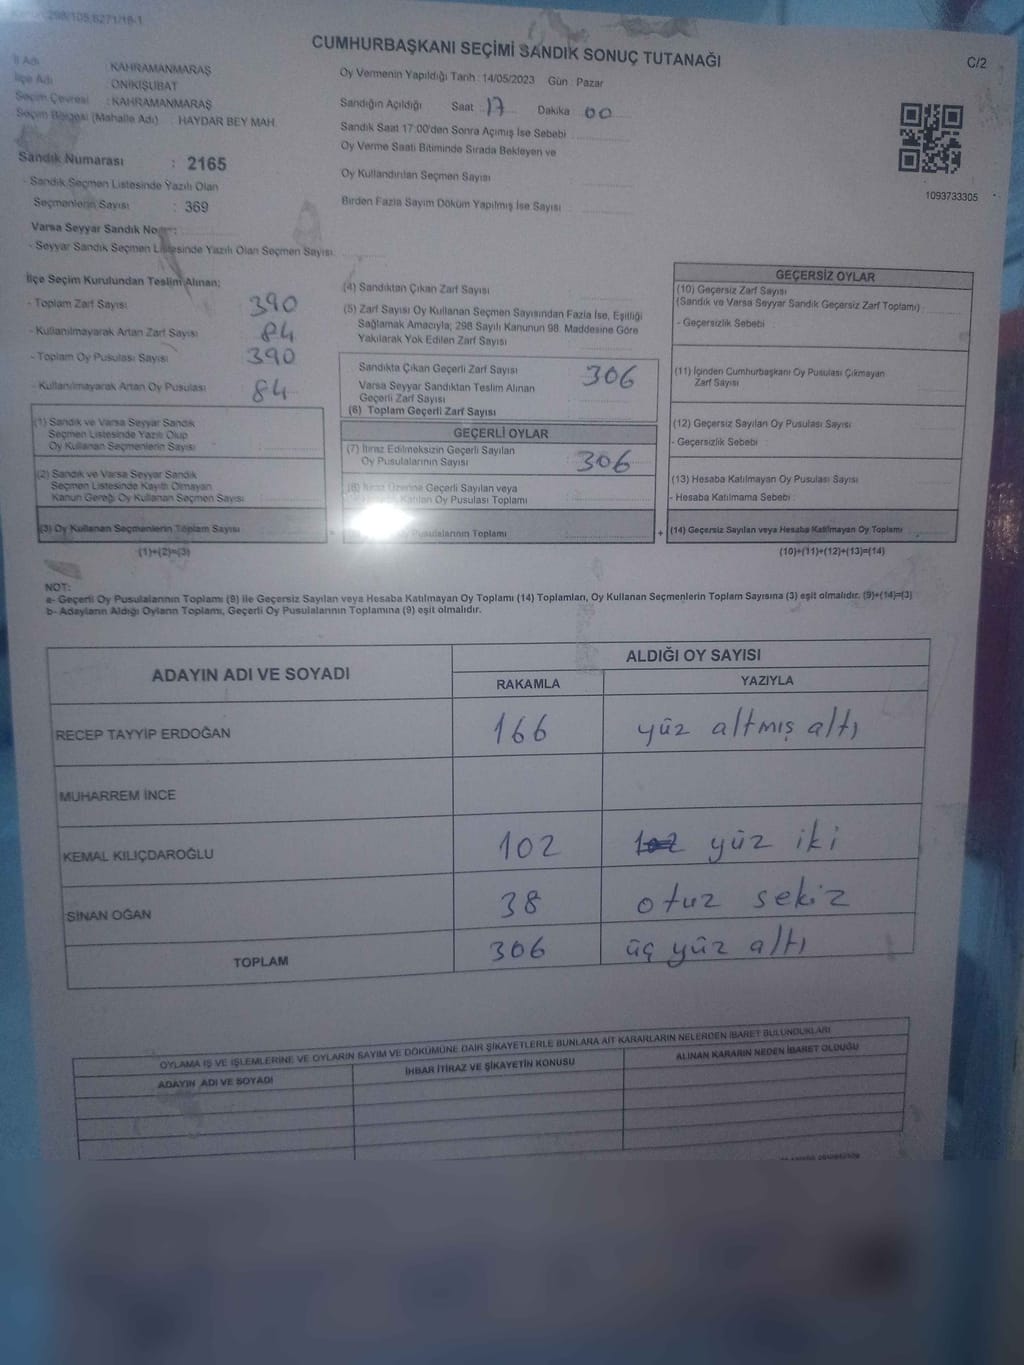 298/105,6271/18-1
CUMHURBAŞKANI SEÇİMİ SANDIK SONUÇ TUTANAĞI
C/2
İl Adı : KAHRAMANMARAŞ
İlçe Adı : ONİKİŞUBAT
Seçim Çevresi : KAHRAMANMARAŞ
Seçim Bölgesi (Mahalle Adı) : HAYDAR BEY MAH.
Sandık Numarası : 2165
- Sandık Seçmen Listesinde Yazılı Olan
Seçmenlerin Sayısı : 369
Varsa Seyyar Sandık No
- Seyyar Sandık Seçmen Listesinde Yazılı Olan Seçmen Sayısı:
Oy Vermenin Yapıldığı Tarih : 14/05/2023 Gün : Pazar
Sandığın Açıldığı Saat 17 Dakika 00
Sandık Saat 17:00'den Sonra Açımış İse Sebebi
Oy Verme Saati Bitiminde Sırada Bekleyen ve
Oy Kullandırılan Seçmen Sayısı
Birden Fazla Sayım Döküm Yapılmış İse Sayısı
1093733305
İlçe Seçim Kurulundan Teslim Alınan;
- Toplam Zarf Sayısı: 390
- Kullanılmayarak Artan Zarf Sayısı 84
- Toplam Oy Pusulası Sayısı 390
- Kullanılmayarak Artan Oy Pusulası 84
(1) Sandık ve Varsa Seyyar Sandık
Seçmen Listesinde Yazılı Olup
Oy Kullanan Seçmenlerin Sayısı
(2) Sandık ve Varsa Seyyar Sandık
Seçmen Listesinde Kayıtlı Olmayan
Kanun Gereği Oy Kullanan Seçmen Sayısı
(3) Oy Kullanan Seçmenlerin Toplam Sayısı
(1)+(2)=(3)
(4) Sandıktan Çıkan Zarf Sayısı
(5) Zarf Sayısı Oy Kullanan Seçmen Sayısından Fazla İse, Eşitliği
Sağlamak Amacıyla; 298 Sayılı Kanunun 98. Maddesine Göre
Yakılarak Yok Edilen Zarf Sayısı
Sandıkta Çıkan Geçerli Zarf Sayısı 306
Varsa Seyyar Sandıktan Teslim Alınan
Geçerli Zarf Sayısı
(6) Toplam Geçerli Zarf Sayısı
GEÇERLİ OYLAR
(7) İtiraz Edilmeksizin Geçerli Sayılan
Oy Pusulalarının Sayısı 306
(8) İtiraz Üzerine Geçerli Sayılan veya
Oy Pusulası Toplamı
Oy Pusulalarının Toplamı
GEÇERSİZ OYLAR
(10) Geçersiz Zarf Sayısı
(Sandık ve Varsa Seyyar Sandık Geçersiz Zarf Toplamı)
- Geçersizlik Sebebi
(11) İçinden Cumhurbaşkanı Oy Pusulası Çıkmayan
Zarf Sayısı
(12) Geçersiz Sayılan Oy Pusulası Sayısı
- Geçersizlik Sebebi :
(13) Hesaba Katılmayan Oy Pusulası Sayısı
- Hesaba Katılmama Sebebi :
+ (14) Geçersiz Sayılan veya Hesaba Katılmayan Oy Toplamı
(10)+(11)+(12)+(13)=(14)
NOT:
a- Geçerli Oy Pusulalarının Toplamı (9) ile Geçersiz Sayılan veya Hesaba Katılmayan Oy Toplamı (14) Toplamları, Oy Kullanan Seçmenlerin Toplam Sayısına (3) eşit olmalıdır. (9)+(14)=(3)
b- Adayların Aldığı Oyların Toplamı, Geçerli Oy Pusulalarının Toplamına (9) eşit olmalıdır.
ADAYIN ADI VE SOYADI ALDIĞI OY SAYISI
RAKAMLA YAZIYLA
RECEP TAYYİP ERDOĞAN 166 yüz altmış altı
MUHARREM İNCE
KEMAL KILIÇDAROĞLU 102 yüz iki
SİNAN OĞAN 38 otuz sekiz
TOPLAM 306 üç yüz altı
OYLAMA İŞ VE İŞLEMLERİNE VE OYLARIN SAYIM VE DÖKÜMÜNE DAİR ŞİKAYETLERLE BUNLARA AİT KARARLARIN NELERDEN İBARET BULUNDUKLARI
ADAYIN ADI VE SOYADI İHBAR İTİRAZ VE ŞİKAYETİN KONUSU ALINAN KARARIN NEDEN İBARET OLDUĞU